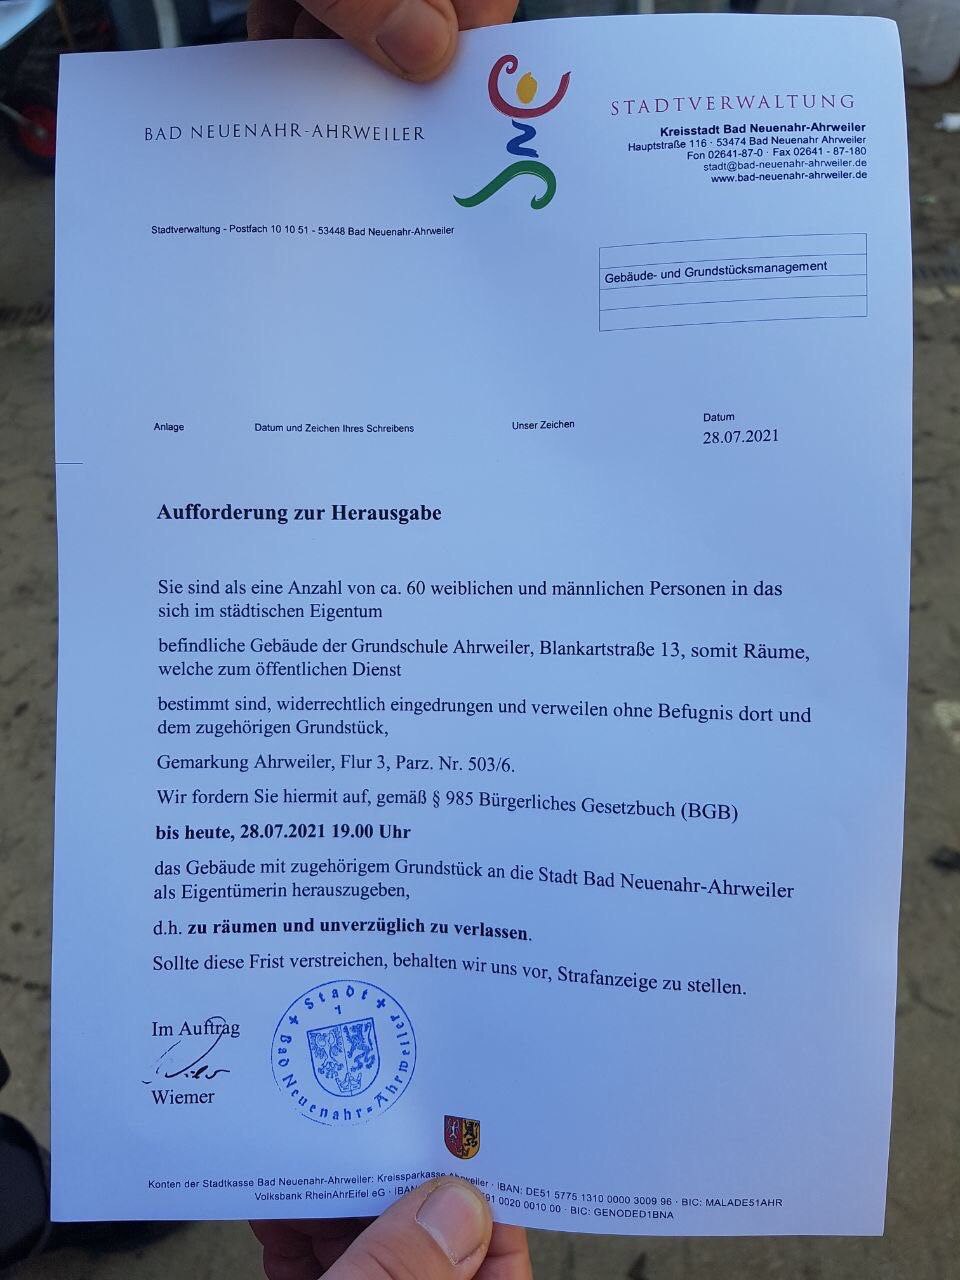 BAD NEUENAHR-AHRWEILER
STADTVERWALTUNG
Kreisstadt Bad Neuenahr-Ahrweiler
Hauptstraße 116 · 53474 Bad Neuenahr Ahrweiler
Fon 02641-87-0 · Fax 02641 - 87-180
stadt@bad-neuenahr-ahrweiler.de
www.bad-neuenahr-ahrweiler.de
Stadtverwaltung - Postfach 10 10 51 - 53448 Bad Neuenahr-Ahrweiler
Gebäude- und Grundstücksmanagement
Anlage Datum und Zeichen Ihres Schreibens Unser Zeichen Datum
28.07.2021
Aufforderung zur Herausgabe
Sie sind als eine Anzahl von ca. 60 weiblichen und männlichen Personen in das
sich im städtischen Eigentum
befindliche Gebäude der Grundschule Ahrweiler, Blankartstraße 13, somit Räume,
welche zum öffentlichen Dienst
bestimmt sind, widerrechtlich eingedrungen und verweilen ohne Befugnis dort und
dem zugehörigen Grundstück,
Gemarkung Ahrweiler, Flur 3, Parz. Nr. 503/6.
Wir fordern Sie hiermit auf, gemäß § 985 Bürgerliches Gesetzbuch (BGB)
bis heute, 28.07.2021 19.00 Uhr
das Gebäude mit zugehörigem Grundstück an die Stadt Bad Neuenahr-Ahrweiler
als Eigentümerin herauszugeben,
d.h. zu räumen und unverzüglich zu verlassen.
Sollte diese Frist verstreichen, behalten wir uns vor, Strafanzeige zu stellen.
Im Auftrag
Wiemer
Stadt
1
Bad Neuenahr-Ahrweiler
Konten der Stadtkasse Bad Neuenahr-Ahrweiler: Kreissparkasse Ahrweiler · IBAN: DE51 5775 1310 0000 3009 96 · BIC: MALADE51AHR
Volksbank RheinAhrEifel eG · IBAN 0020 0010 00 · BIC: GENODED1BNA